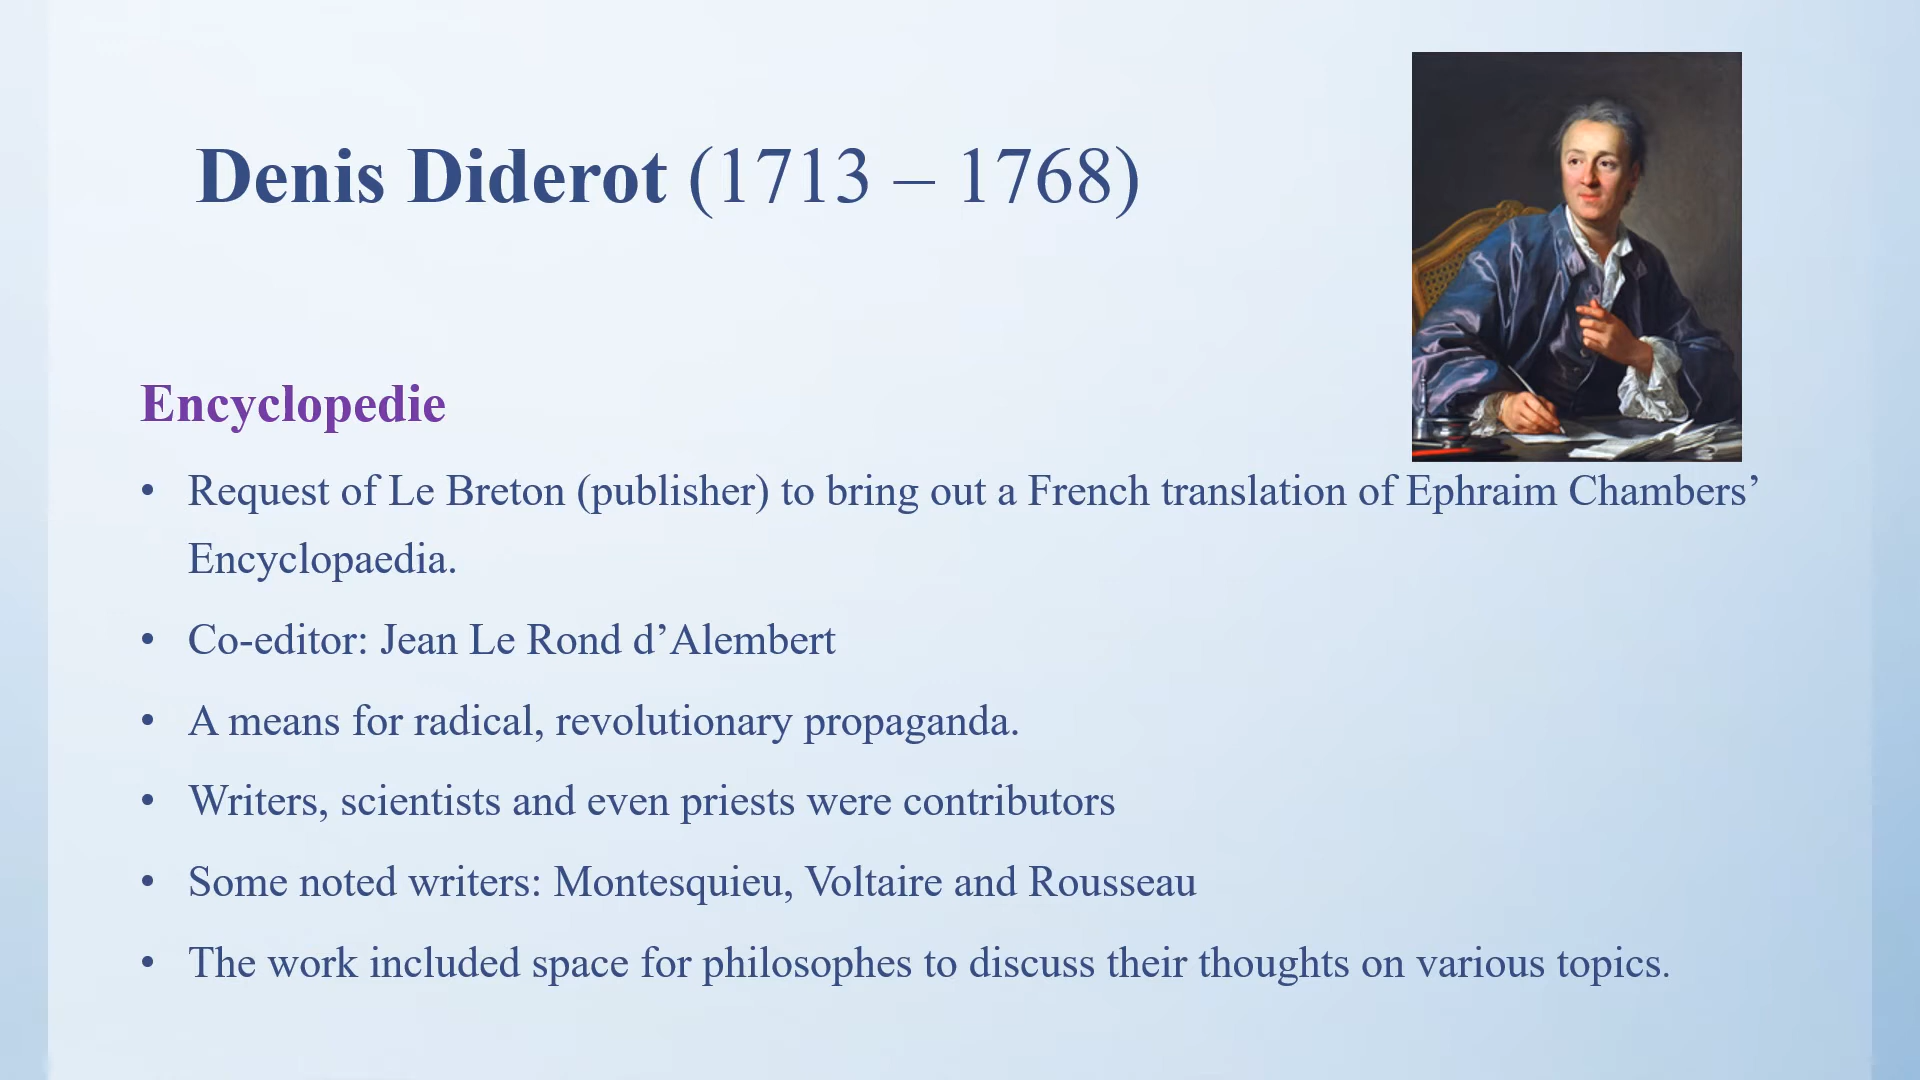 Denis Diderot (1713 – 1768)
Encyclopedie
• Request of Le Breton (publisher) to bring out a French translation of Ephraim Chambers’
Encyclopaedia.
• Co-editor: Jean Le Rond d’Alembert
• A means for radical, revolutionary propaganda.
• Writers, scientists and even priests were contributors
• Some noted writers: Montesquieu, Voltaire and Rousseau
• The work included space for philosophes to discuss their thoughts on various topics.